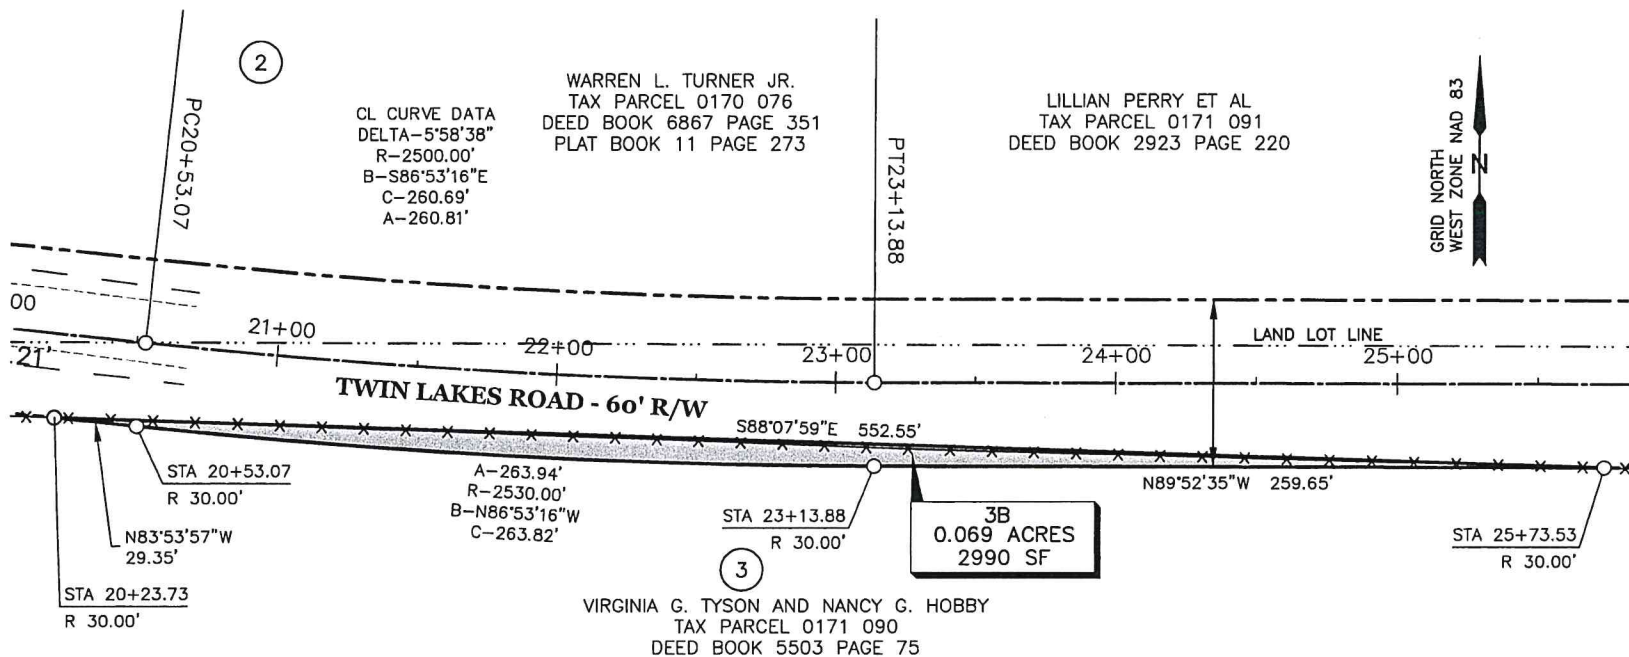 2
PC20+53.07
CL CURVE DATA
DELTA-5°58'38"
R-2500.00'
B-S86°53'16"E
C-260.69'
A-260.81'
WARREN L. TURNER JR.
TAX PARCEL 0170 076
DEED BOOK 6867 PAGE 351
PLAT BOOK 11 PAGE 273
PT23+13.88
LILLIAN PERRY ET AL
TAX PARCEL 0171 091
DEED BOOK 2923 PAGE 220
GRID NORTH
WEST ZONE NAD 83
N
00
.21'
21+00
22+00
23+00
24+00
25+00
LAND LOT LINE
TWIN LAKES ROAD - 60' R/W
S88°07'59"E 552.55'
STA 20+53.07
R 30.00'
A-263.94'
R-2530.00'
B-N86°53'16"W
C-263.82'
N89°52'35"W 259.65'
N83°53'57"W
29.35'
STA 20+23.73
R 30.00'
STA 23+13.88
R 30.00'
3B
0.069 ACRES
2990 SF
STA 25+73.53
R 30.00'
3
VIRGINIA G. TYSON AND NANCY G. HOBBY
TAX PARCEL 0171 090
DEED BOOK 5503 PAGE 75